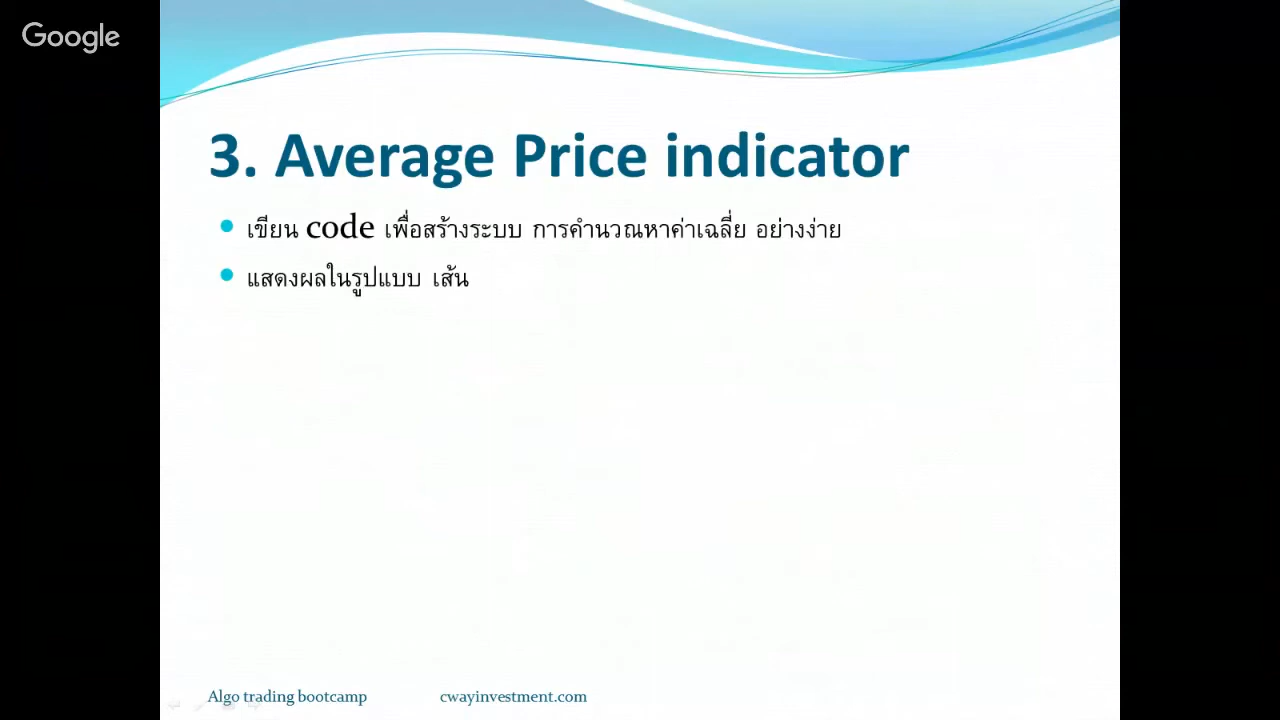 Google
3. Average Price indicator
เขียน code เพื่อสร้างระบบ การคำนวณหาค่าเฉลี่ย อย่างง่าย
แสดงผลในรูปแบบ เส้น
Algo trading bootcamp cwayinvestment.com